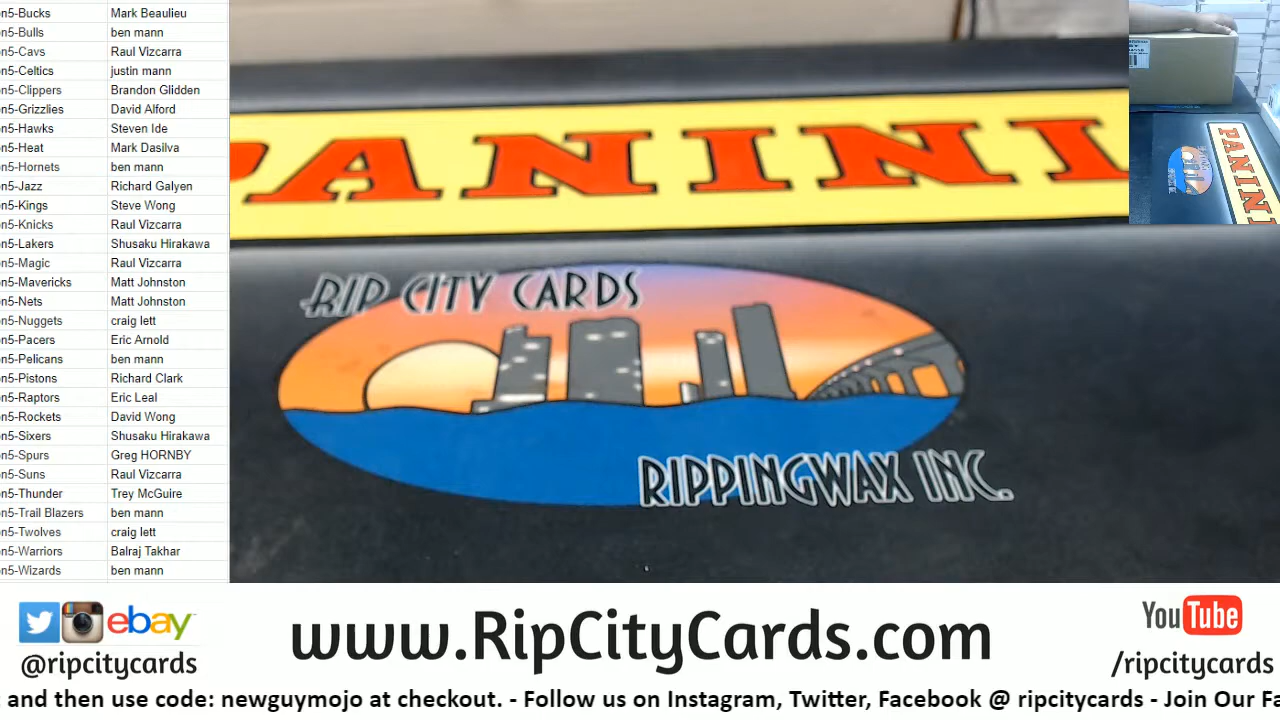 n5-Bucks Mark Beaulieu
n5-Bulls ben mann
n5-Cavs Raul Vizcarra
n5-Celtics justin mann
n5-Clippers Brandon Glidden
n5-Grizzlies David Alford
n5-Hawks Steven Ide
n5-Heat Mark Dasilva
n5-Hornets ben mann
n5-Jazz Richard Galyen
n5-Kings Steve Wong
n5-Knicks Raul Vizcarra
n5-Lakers Shusaku Hirakawa
n5-Magic Raul Vizcarra
n5-Mavericks Matt Johnston
n5-Nets Matt Johnston
n5-Nuggets craig lett
n5-Pacers Eric Arnold
n5-Pelicans ben mann
n5-Pistons Richard Clark
n5-Raptors Eric Leal
n5-Rockets David Wong
n5-Sixers Shusaku Hirakawa
n5-Spurs Greg HORNBY
n5-Suns Raul Vizcarra
n5-Thunder Trey McGuire
n5-Trail Blazers ben mann
n5-Twolves craig lett
n5-Warriors Balraj Takhar
n5-Wizards ben mann
PANINI
RIP CITY CARDS
RIPPINGWAX INC.
PANINI
ebay
@ripcitycards
www.RipCityCards.com
YouTube
/ripcitycards
and then use code: newguymojo at checkout. - Follow us on Instagram, Twitter, Facebook @ ripcitycards - Join Our Fa